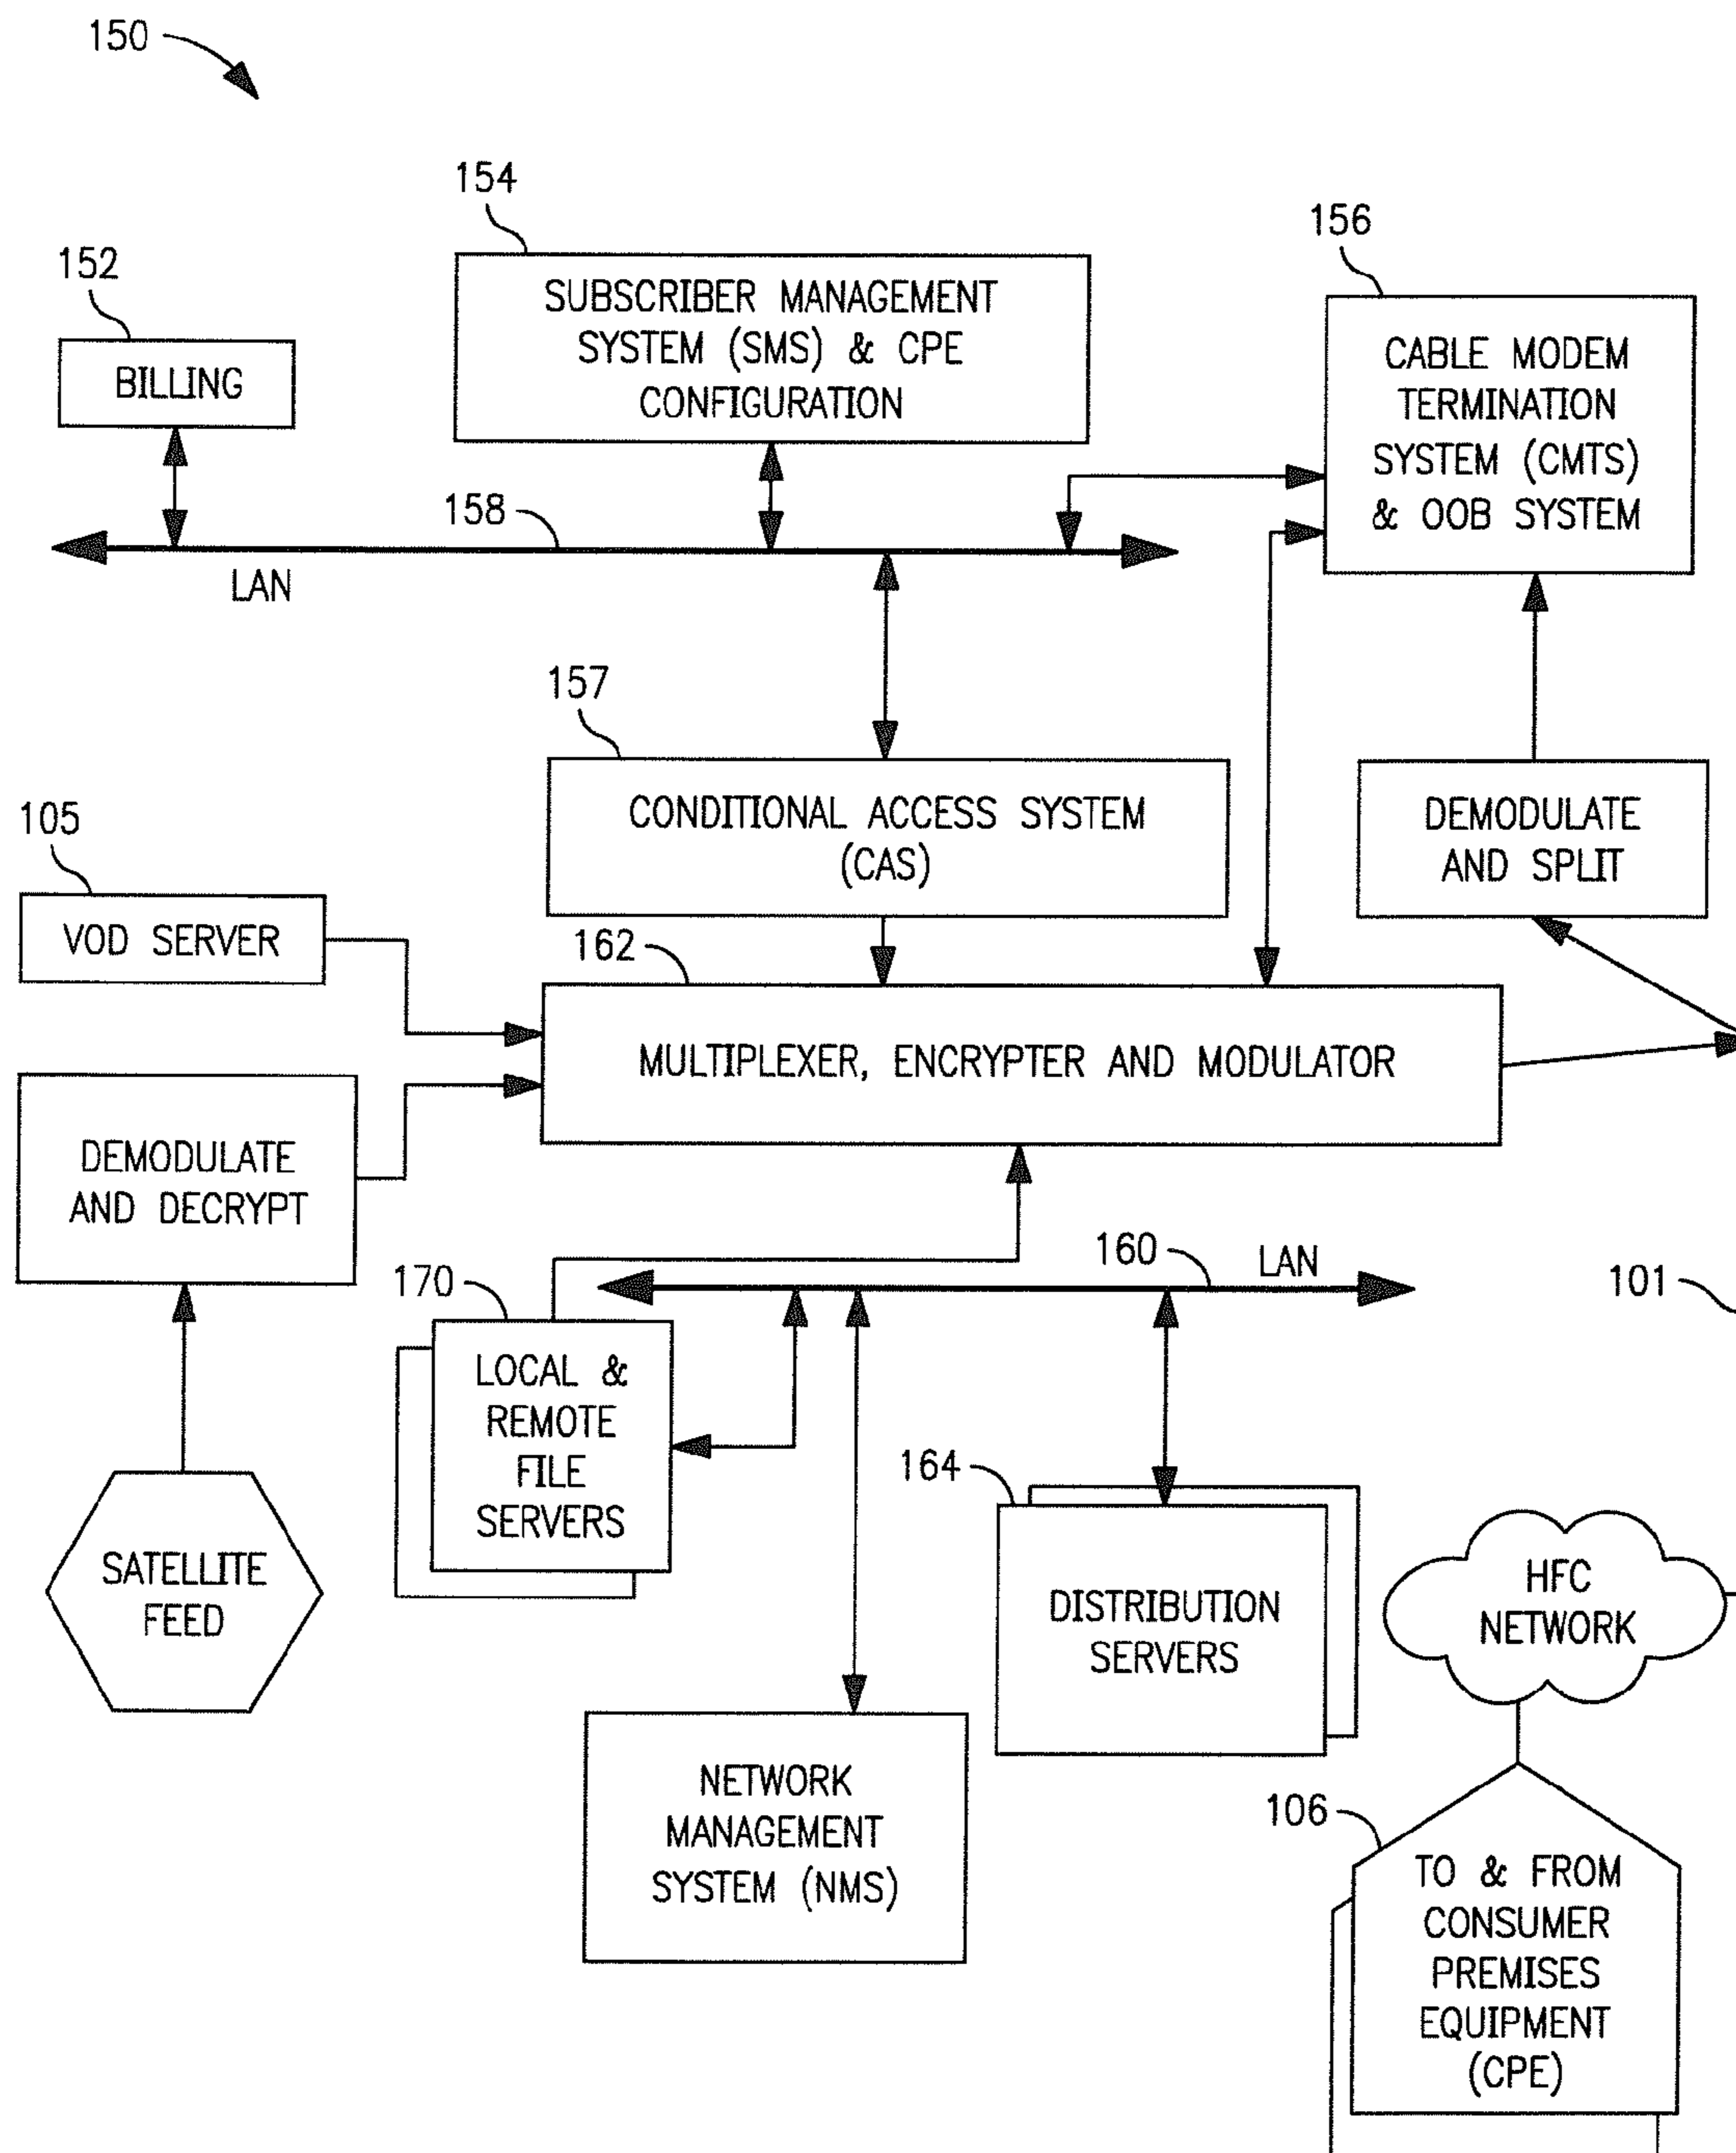 150
154
156
152
SUBSCRIBER MANAGEMENT
SYSTEM (SMS) & CPE
CONFIGURATION
BILLING
CABLE MODEM
TERMINATION
SYSTEM (CMTS)
& OOB SYSTEM
158
LAN
157
CONDITIONAL ACCESS SYSTEM
(CAS)
DEMODULATE
AND SPLIT
105
VOD SERVER
162
MULTIPLEXER, ENCRYPTER AND MODULATOR
DEMODULATE
AND DECRYPT
160
LAN
101
170
LOCAL &
REMOTE
FILE
SERVERS
164
DISTRIBUTION
SERVERS
SATELLITE
FEED
HFC
NETWORK
NETWORK
MANAGEMENT
SYSTEM (NMS)
106
TO & FROM
CONSUMER
PREMISES
EQUIPMENT
(CPE)